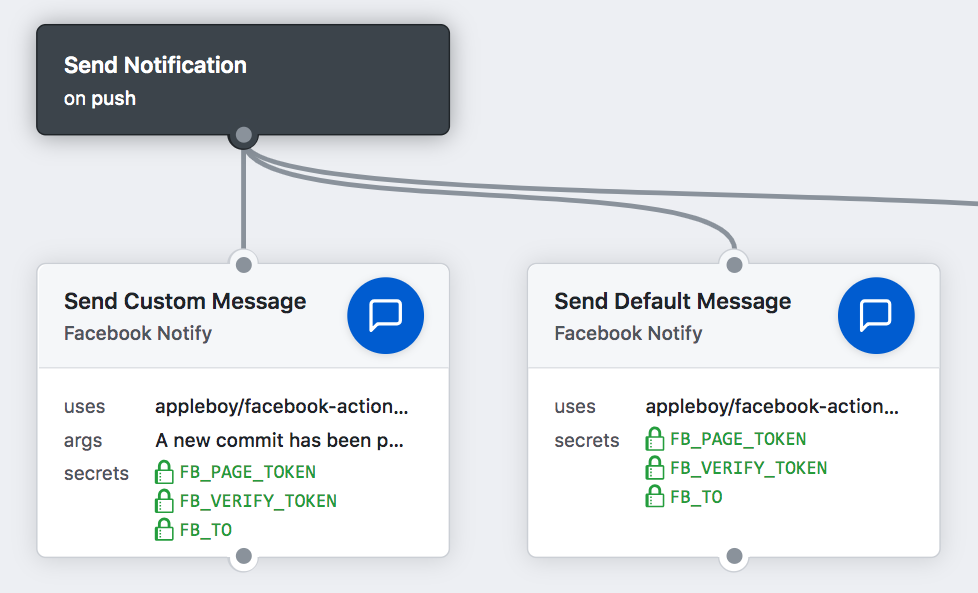 Send Notification
on push
Send Custom Message
Facebook Notify
uses appleboy/facebook-action...
args A new commit has been p...
secrets FB_PAGE_TOKEN
FB_VERIFY_TOKEN
FB_TO
Send Default Message
Facebook Notify
uses appleboy/facebook-action...
secrets FB_PAGE_TOKEN
FB_VERIFY_TOKEN
FB_TO